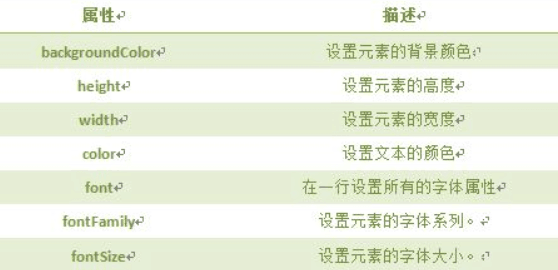 属性 描述
backgroundColor 设置元素的背景颜色
height 设置元素的高度
width 设置元素的宽度
color 设置文本的颜色
font 在一行设置所有的字体属性
fontFamily 设置元素的字体系列。
fontSize 设置元素的字体大小。